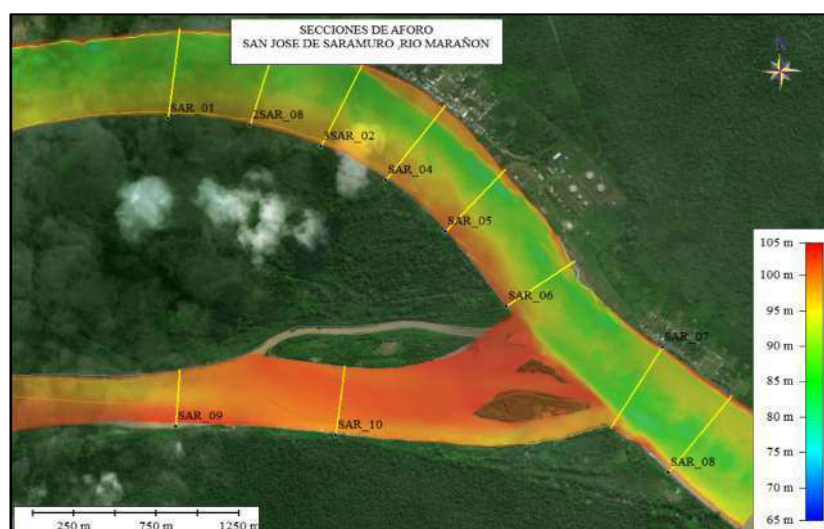 SECCIONES DE AFORO
SAN JOSE DE SARAMURO ,RIO MARAÑON
N
SAR_01
2SAR_08
3SAR_02
SAR_04
SAR_05
SAR_06
SAR_07
SAR_08
SAR_09
SAR_10
105 m
100 m
95 m
90 m
85 m
80 m
75 m
70 m
65 m
250 m 750 m 1250 m